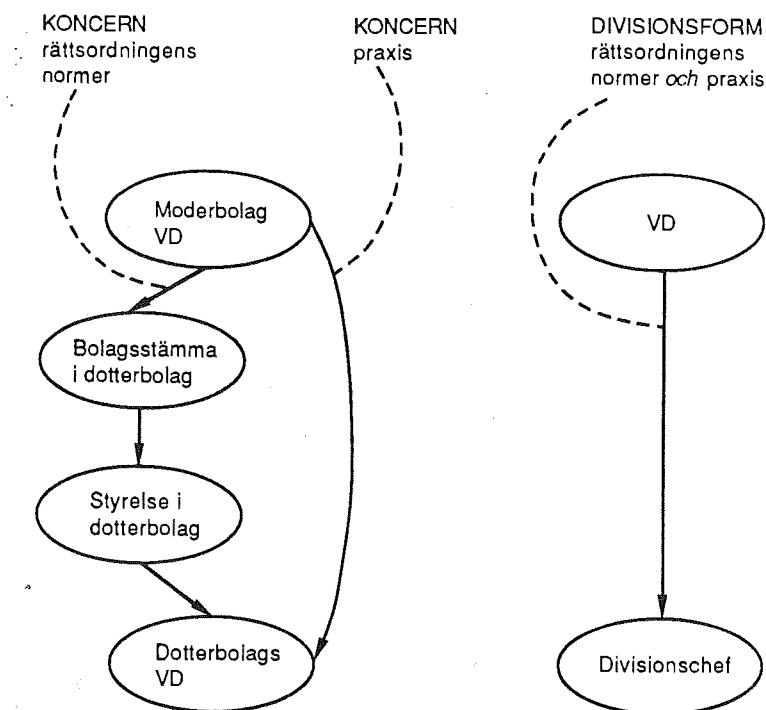 KONCERN
rättsordningens
normer
KONCERN
praxis
DIVISIONSFORM
rättsordningens
normer och praxis
Moderbolag
VD
VD
Bolagsstämma
i dotterbolag
Styrelse i
dotterbolag
Dotterbolags
VD
Divisionschef